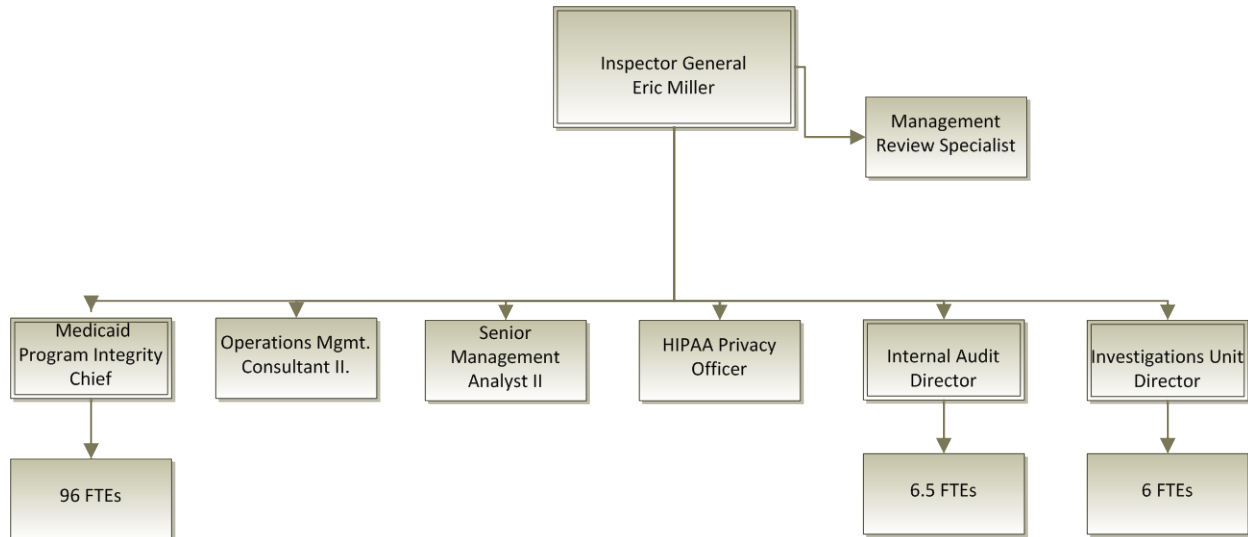 Inspector General
Eric Miller
Management
Review Specialist
Medicaid
Program Integrity
Chief
Operations Mgmt.
Consultant II.
Senior
Management
Analyst II
HIPAA Privacy
Officer
Internal Audit
Director
Investigations Unit
Director
96 FTEs
6.5 FTEs
6 FTEs